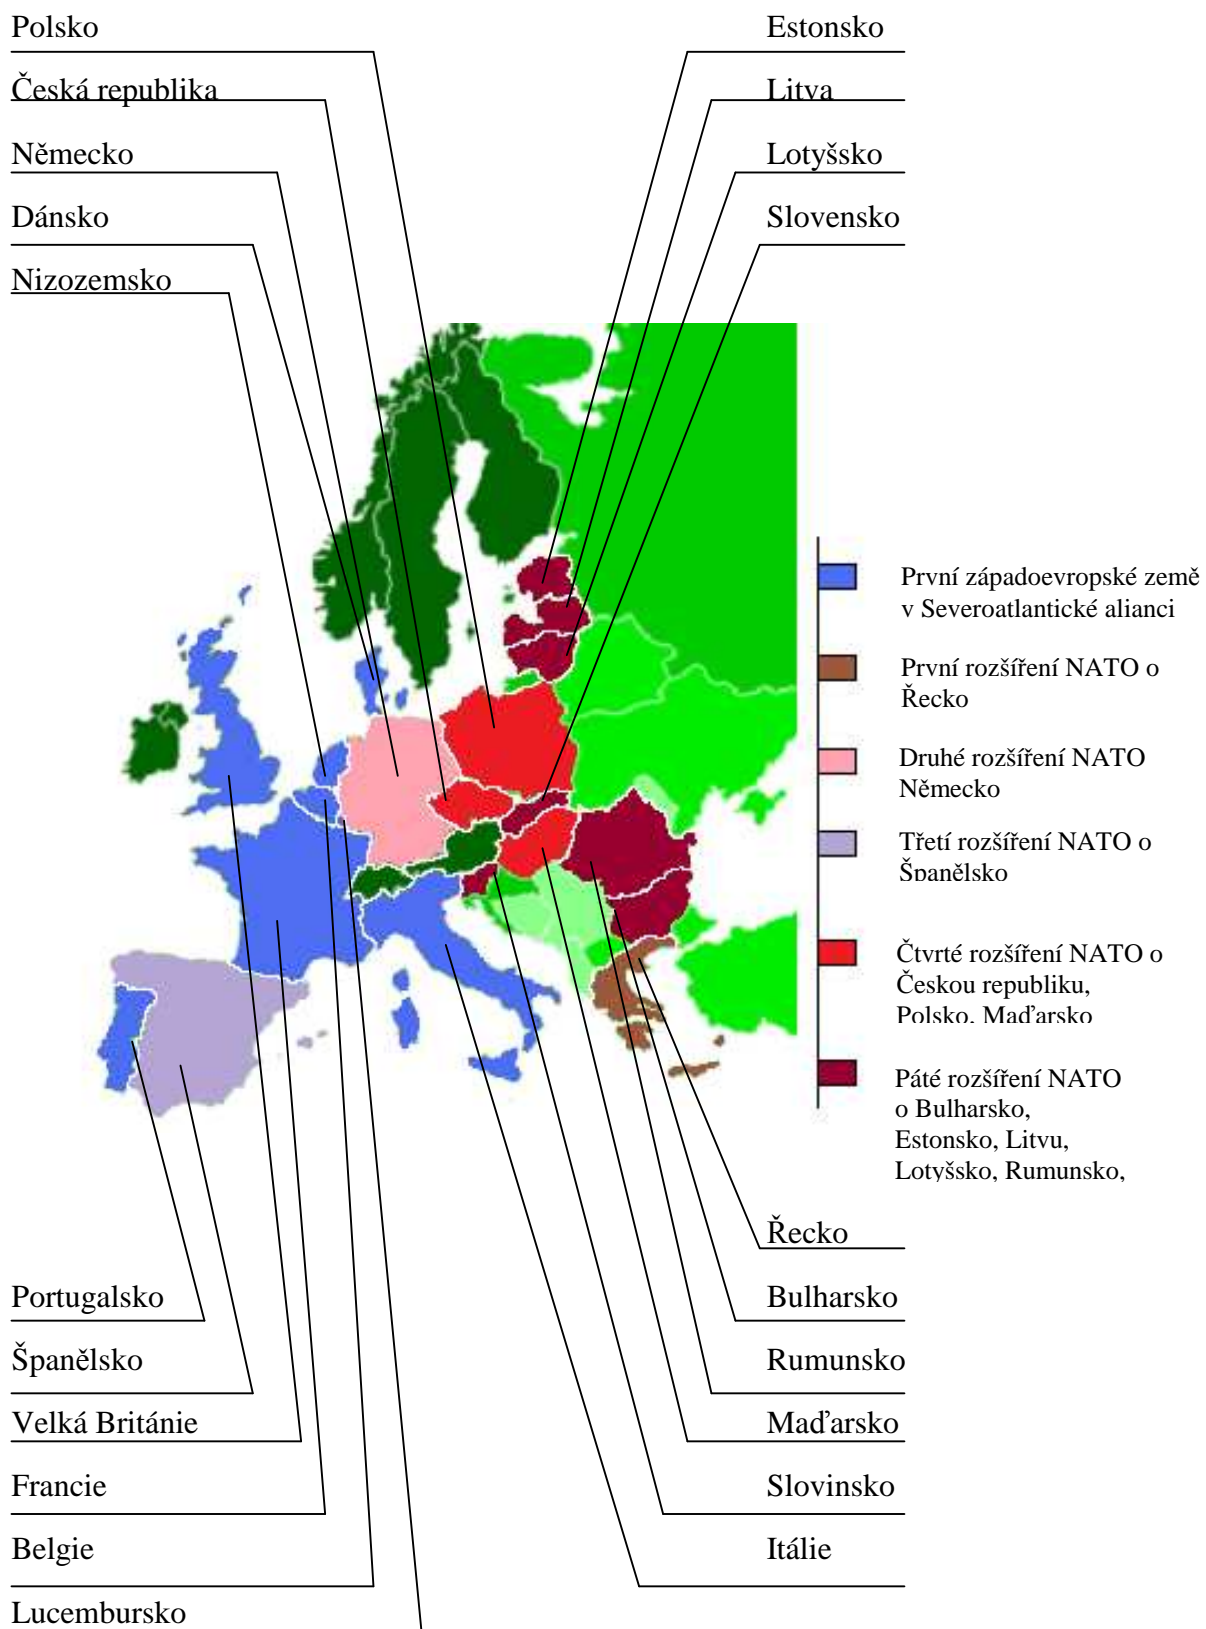 Polsko
Česká republika
Německo
Dánsko
Nizozemsko
Estonsko
Litva
Lotyšsko
Slovensko
První západoevropské země
v Severoatlantické alianci
První rozšíření NATO o
Řecko
Druhé rozšíření NATO
Německo
Třetí rozšíření NATO o
Španělsko
Čtvrté rozšíření NATO o
Českou republiku,
Polsko, Maďarsko
Páté rozšíření NATO
o Bulharsko,
Estonsko, Litvu,
Lotyšsko, Rumunsko,
Řecko
Bulharsko
Rumunsko
Maďarsko
Slovinsko
Itálie
Portugalsko
Španělsko
Velká Británie
Francie
Belgie
Lucembursko